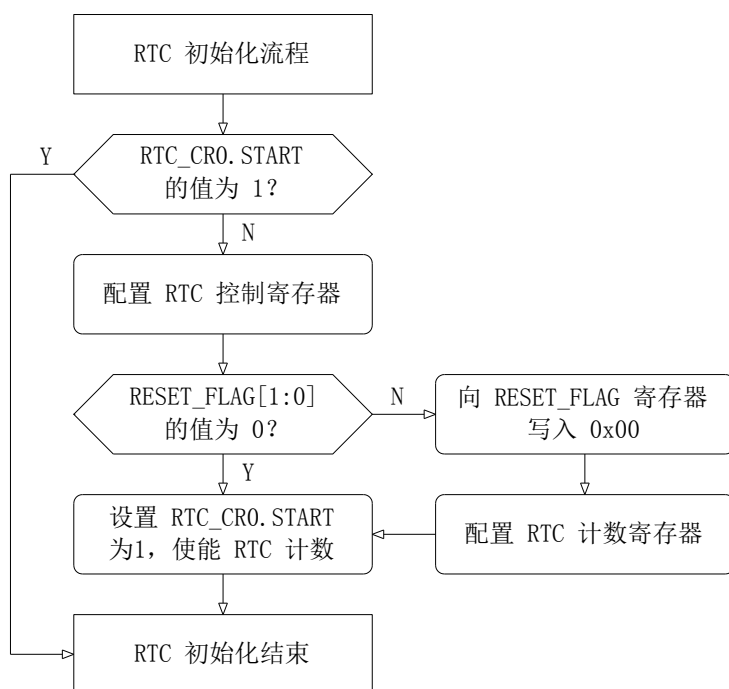 RTC 初始化流程
Y
RTC_CR0.START
的值为 1?
N
配置 RTC 控制寄存器
RESET_FLAG[1:0]
的值为 0?
N
向 RESET_FLAG 寄存器
写入 0x00
Y
设置 RTC_CR0.START
为1，使能 RTC 计数
配置 RTC 计数寄存器
RTC 初始化结束